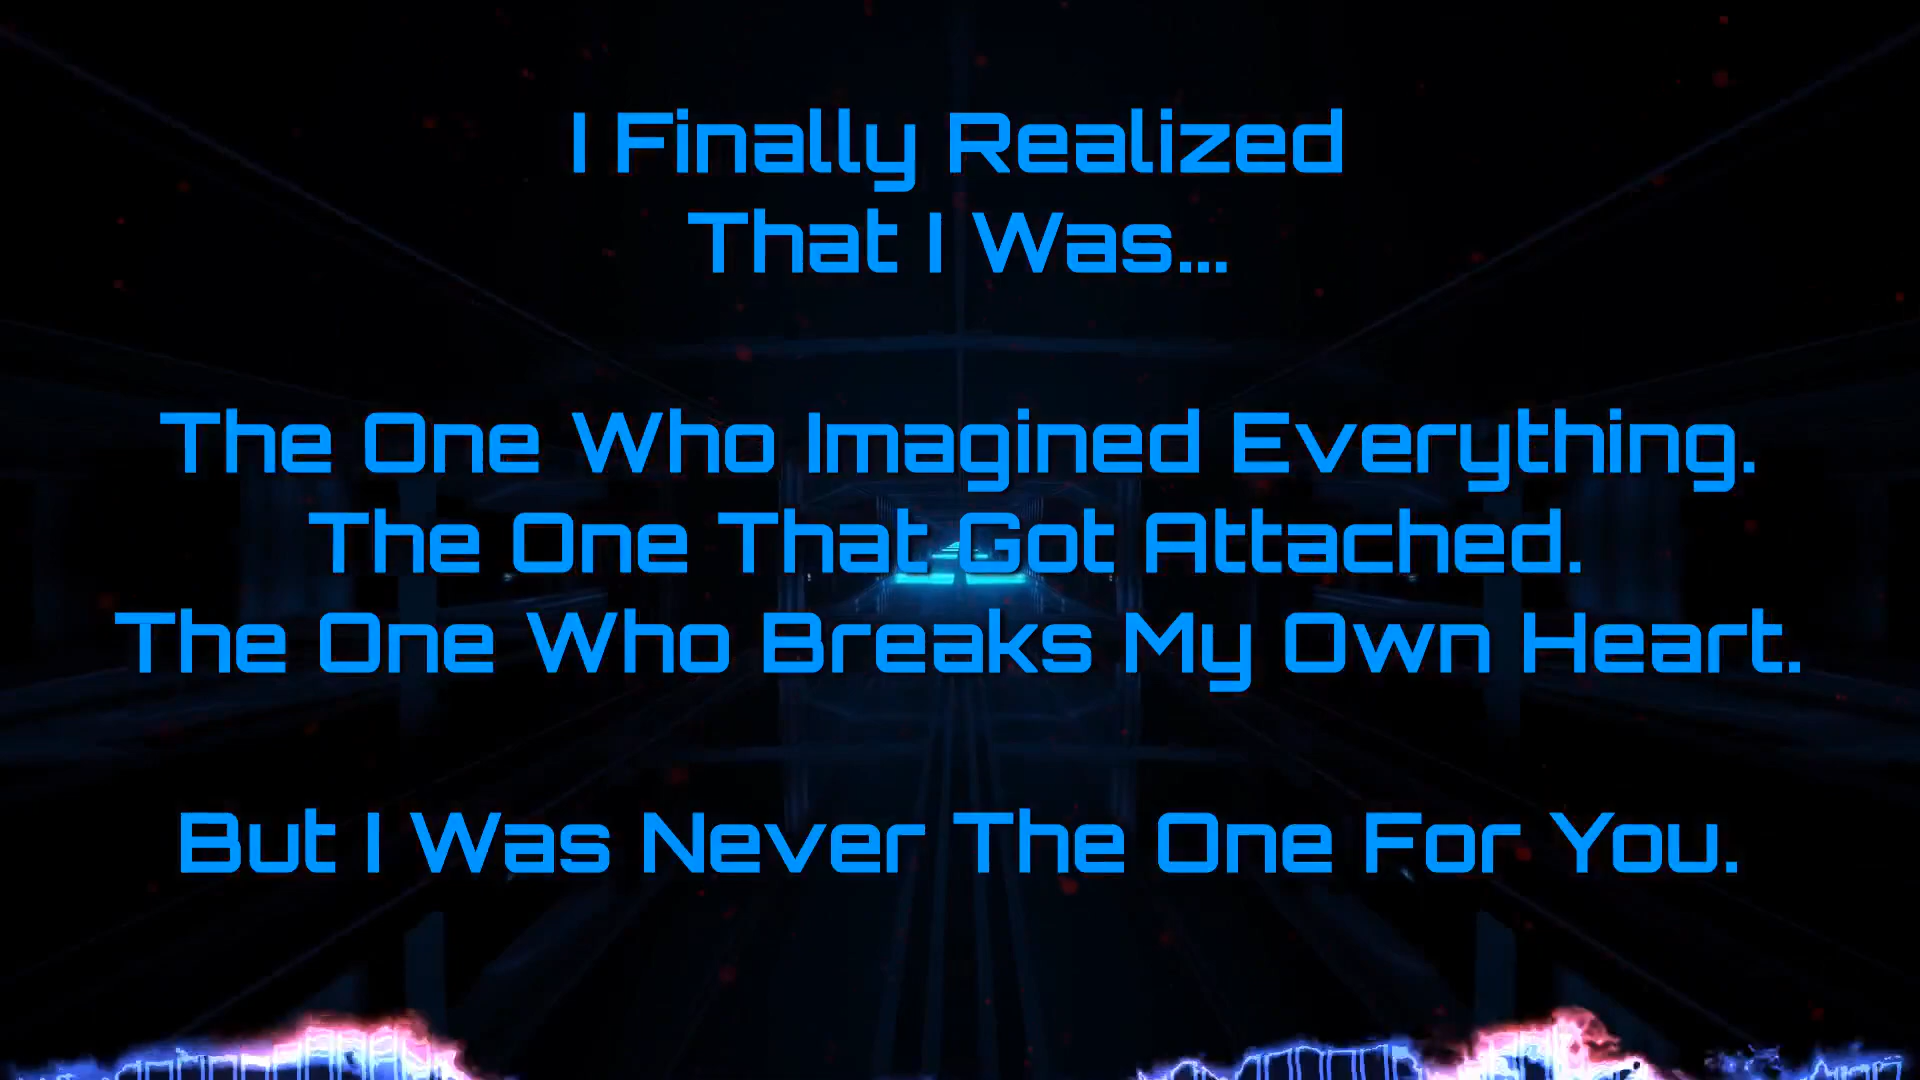 I Finally Realized
That I Was...
The One Who Imagined Everything.
The One That Got Attached.
The One Who Breaks My Own Heart.
But I Was Never The One For You.